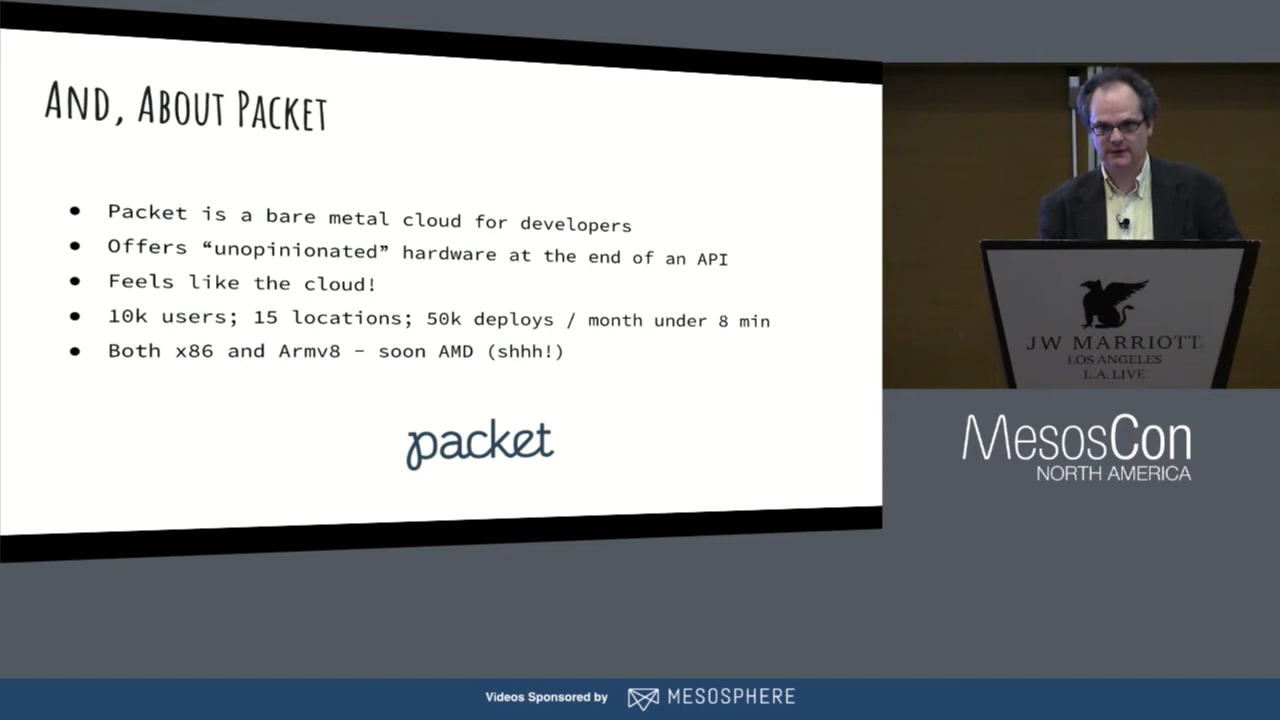 And, About Packet
Packet is a bare metal cloud for developers
Offers “unopinionated” hardware at the end of an API
Feels like the cloud!
10k users; 15 locations; 50k deploys / month under 8 min
Both x86 and Armv8 – soon AMD (shhh!)
packet
JW MARRIOTT
LOS ANGELES
L.A. LIVE
MesosCon
NORTH AMERICA
Videos Sponsored by MESOSPHERE